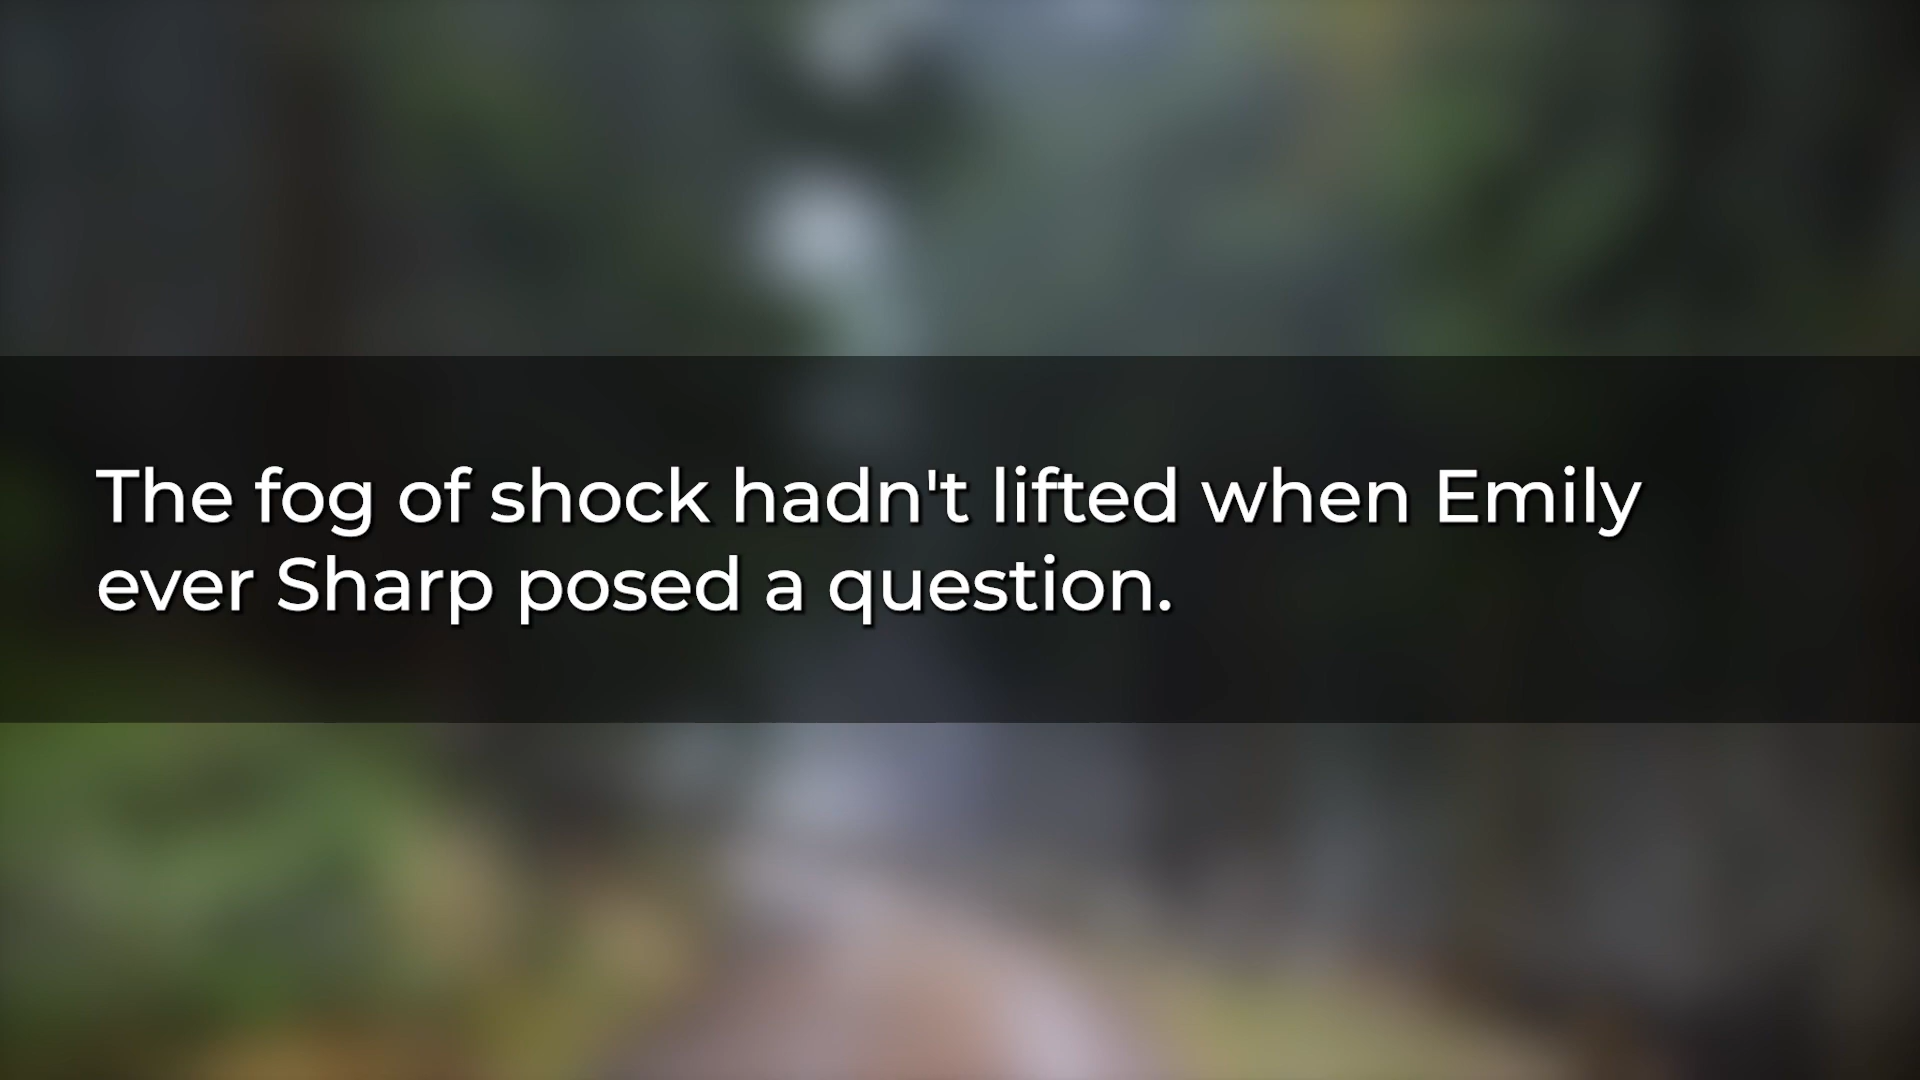 The fog of shock hadn't lifted when Emily
ever Sharp posed a question.